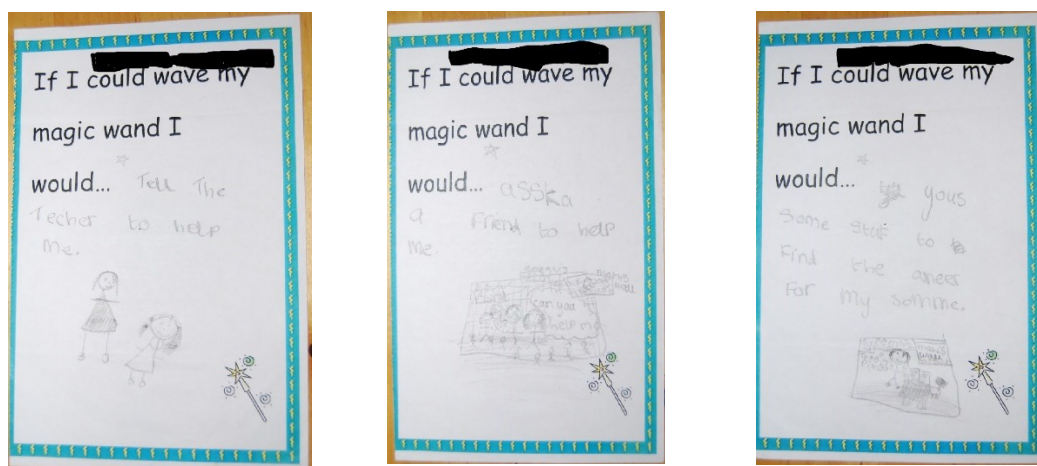 If I could wave my
magic wand I
would... Tell The
Techer to help
me.
If I could wave my
magic wand I
would... asska
a Friend to help
me.
can you
help me
If I could wave my
magic wand I
would... yous
Some stuf to
Find the aneer
For my somme.